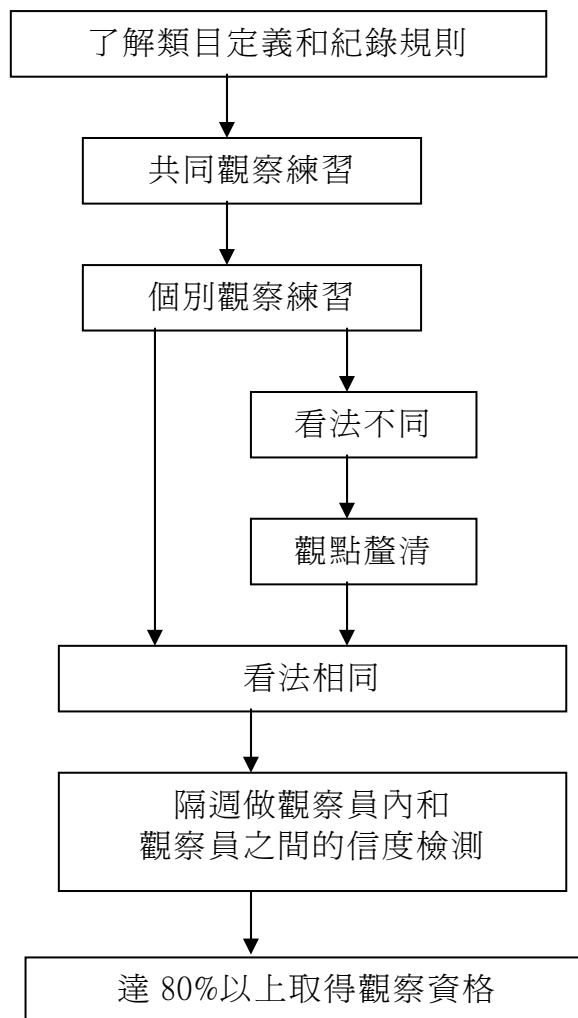 了解類目定義和紀錄規則
共同觀察練習
個別觀察練習
看法不同
觀點釐清
看法相同
隔週做觀察員內和
觀察員之間的信度檢測
達 80%以上取得觀察資格